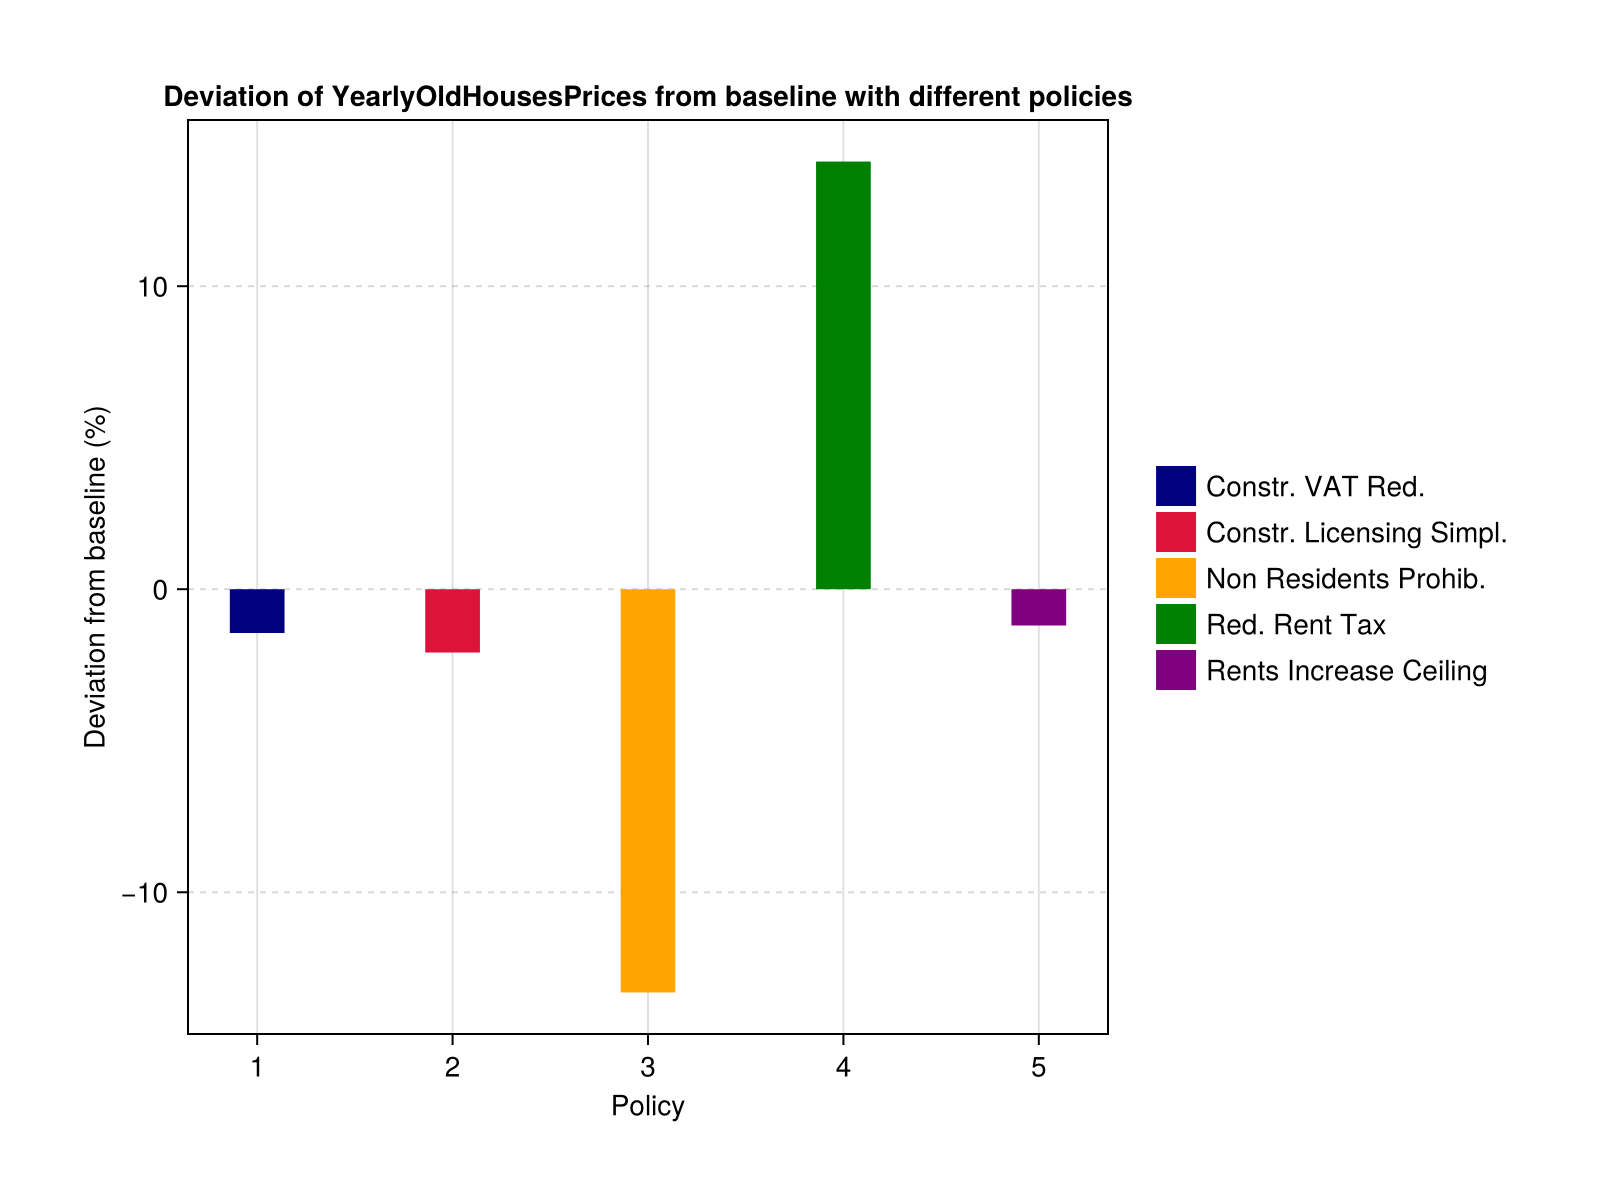 Deviation of YearlyOldHousesPrices from baseline with different policies
Deviation from baseline (%)
10
0
−10
1
2
3
4
5
Policy
Constr. VAT Red.
Constr. Licensing Simpl.
Non Residents Prohib.
Red. Rent Tax
Rents Increase Ceiling